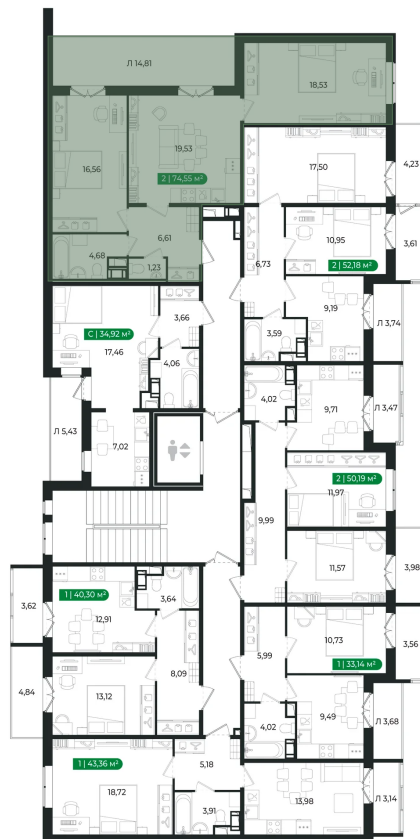 Л 14,81
18,53
16,56
19,53
2 | 74,55 м²
6,61
4,68
1,23
17,50
4,23
10,95
2 | 52,18 м²
3,61
6,73
9,19
3,59
Л 3,74
С | 34,92 м²
17,46
3,66
4,06
Л 5,43
7,02
4,02
9,71
Л 3,47
2 | 50,19 м²
11,97
9,99
11,57
3,98
1 | 40,30 м²
3,62
12,91
3,64
10,73
1 | 33,14 м²
3,56
5,99
4,84
13,12
8,09
4,02
9,49
Л 3,68
1 | 43,36 м²
5,18
18,72
3,91
13,98
Л 3,14